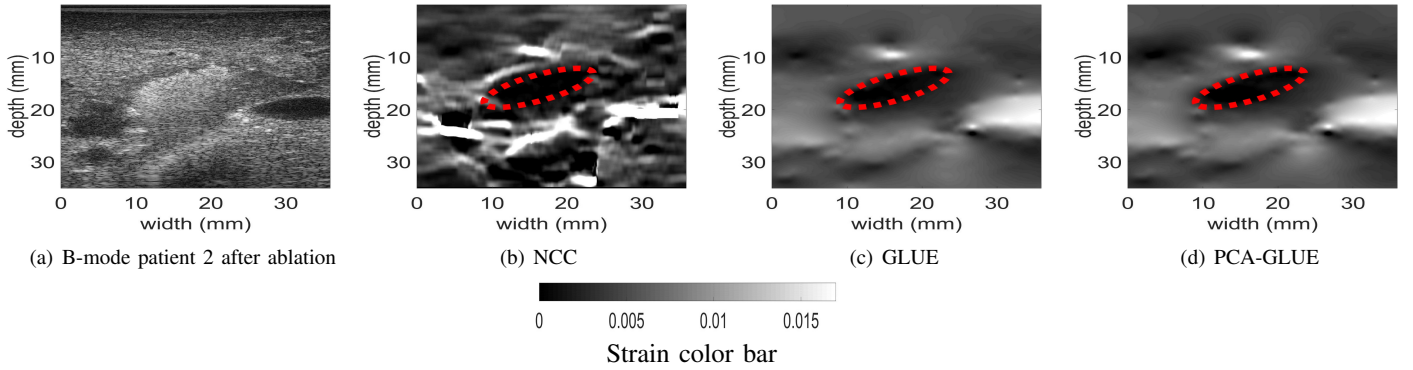 depth (mm)
10
20
30
0 10 20 30
width (mm)
(a) B-mode patient 2 after ablation
depth (mm)
10
20
30
0 10 20 30
width (mm)
(b) NCC
depth (mm)
10
20
30
0 10 20 30
width (mm)
(c) GLUE
depth (mm)
10
20
30
0 10 20 30
width (mm)
(d) PCA-GLUE
0 0.005 0.01 0.015
Strain color bar